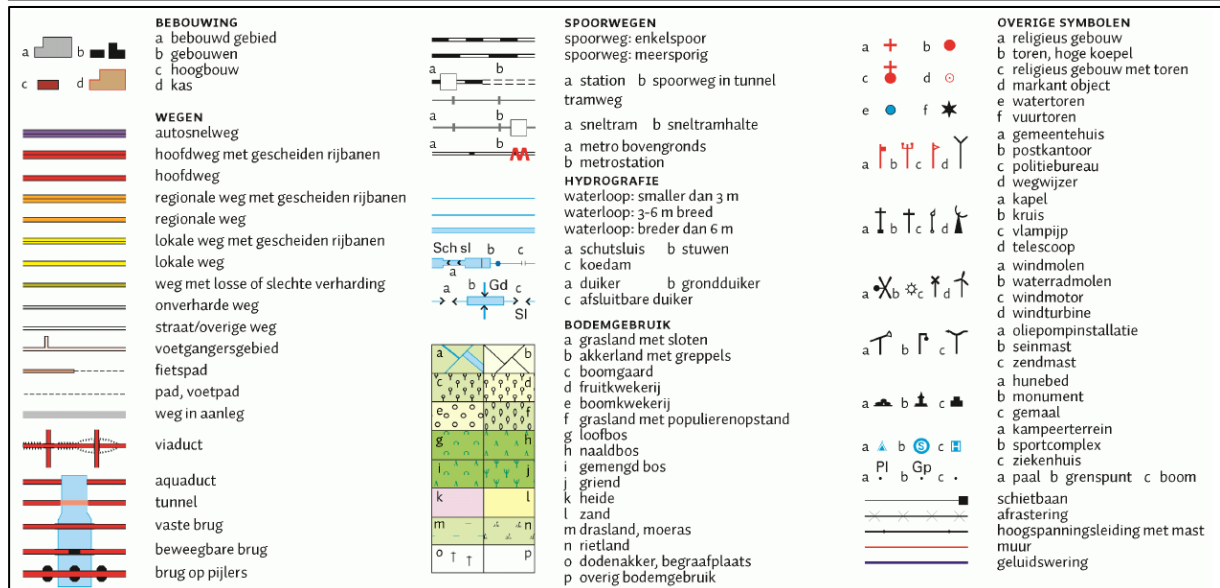 BEBOUWING
a bebouwd gebied
b gebouwen
c hoogbouw
d kas
a b
c d
WEGEN
autosnelweg
hoofdweg met gescheiden rijbanen
hoofdweg
regionale weg met gescheiden rijbanen
regionale weg
lokale weg met gescheiden rijbanen
lokale weg
weg met losse of slechte verharding
onverharde weg
straat/overige weg
voetgangersgebied
fietspad
pad, voetpad
weg in aanleg
viaduct
aquaduct
tunnel
vaste brug
beweegbare brug
brug op pijlers
SPOORWEGEN
spoorweg: enkelspoor
spoorweg: meersporig
a b
a station b spoorweg in tunnel
tramweg
a b
a sneltram b sneltramhalte
a b
a metro bovengronds
b metrostation
HYDROGRAFIE
waterloop: smaller dan 3 m
waterloop: 3-6 m breed
waterloop: breder dan 6 m
Sch sl b c
a
a schutsluis b stuwen
c koedam
a b Gd c
Sl
a duiker b grondduiker
c afsluitbare duiker
BODEMGEBRUIK
a b
c d
e f
g h
i j
k l
m n
o p
a grasland met sloten
b akkerland met greppels
c boomgaard
d fruitkwekerij
e boomkwekerij
f grasland met populierenopstand
g loofbos
h naaldbos
i gemengd bos
j griend
k heide
l zand
m drasland, moeras
n rietland
o dodenakker, begraafplaats
p overig bodemgebruik
OVERIGE SYMBOLEN
a b
c d
e f
a religieus gebouw
b toren, hoge koepel
c religieus gebouw met toren
d markant object
e watertoren
f vuurtoren
a b c d
a gemeentehuis
b postkantoor
c politiebureau
d wegwijzer
a b c d
a kapel
b kruis
c vlampijp
d telescoop
a b c d
a windmolen
b waterradmolen
c windmotor
d windturbine
a b c
a oliepompinstallatie
b seinmast
c zendmast
a b c
a hunebed
b monument
c gemaal
a b S c H
a kampeerterrein
b sportcomplex
c ziekenhuis
Pl Gp
a b c
a paal b grenspunt c boom
schietbaan
afrastering
hoogspanningsleiding met mast
muur
geluidswering